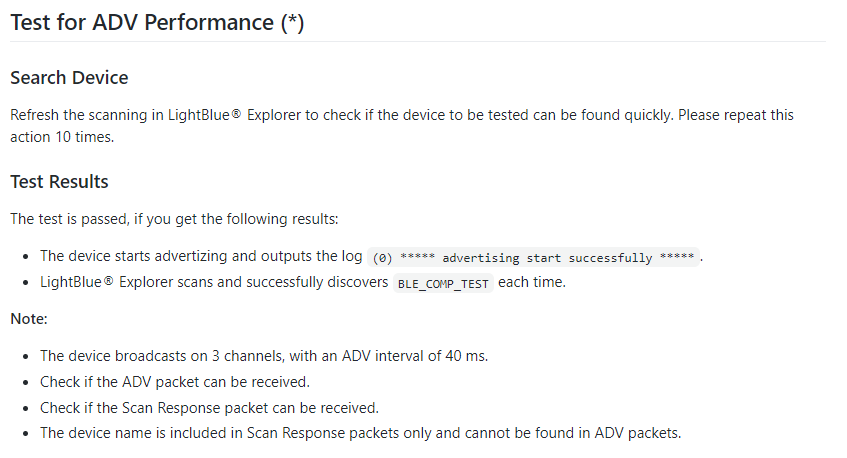 Test for ADV Performance (*)
Search Device
Refresh the scanning in LightBlue® Explorer to check if the device to be tested can be found quickly. Please repeat this
action 10 times.
Test Results
The test is passed, if you get the following results:
• The device starts advertizing and outputs the log (0) ***** advertising start successfully ***** .
• LightBlue® Explorer scans and successfully discovers BLE_COMP_TEST each time.
Note:
• The device broadcasts on 3 channels, with an ADV interval of 40 ms.
• Check if the ADV packet can be received.
• Check if the Scan Response packet can be received.
• The device name is included in Scan Response packets only and cannot be found in ADV packets.